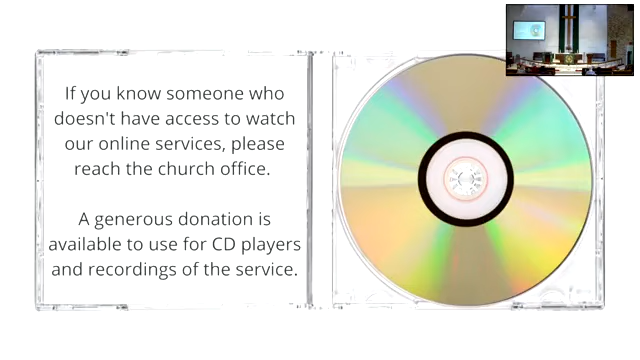 If you know someone who
doesn't have access to watch
our online services, please
reach the church office.
A generous donation is
available to use for CD players
and recordings of the service.